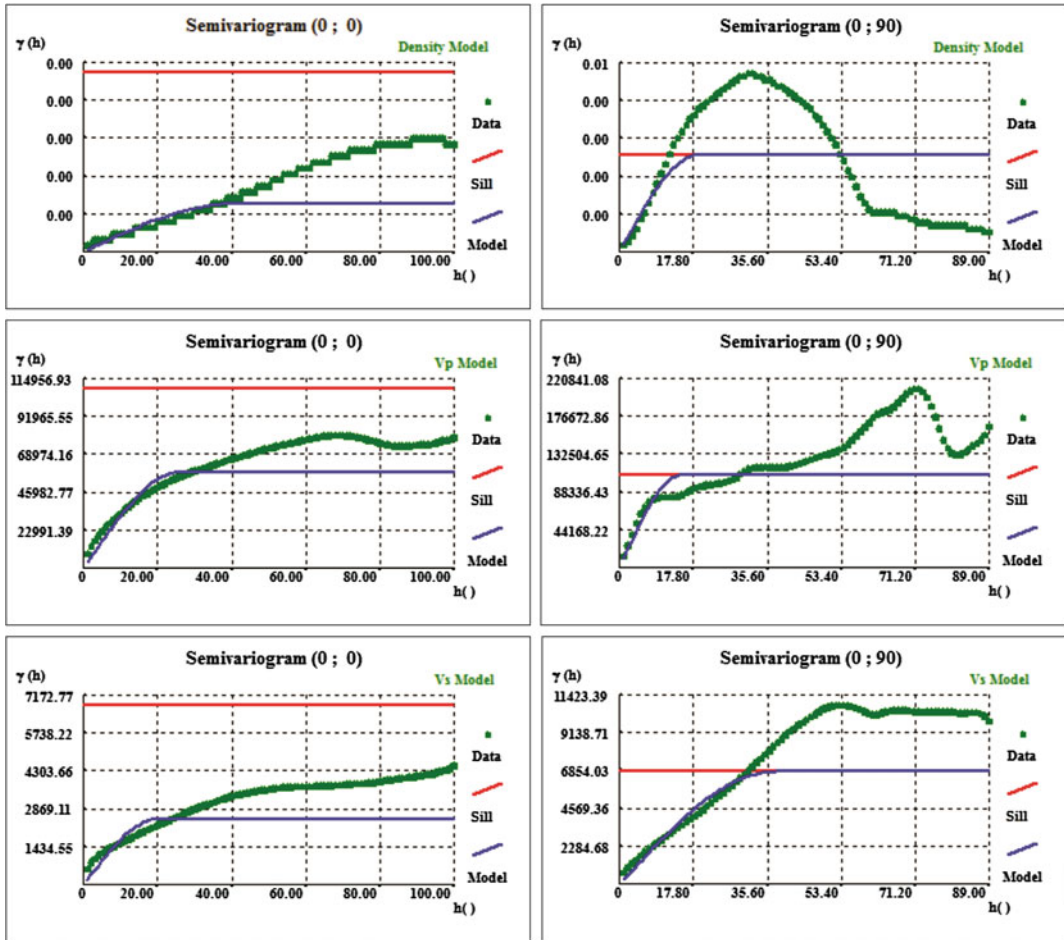 Semivariogram (0 ; 0)
γ (h)
Density Model
0.00
0.00
0.00
0.00
0.00
0 20.00 40.00 60.00 80.00 100.00
h( )
Data
Sill
Model
Semivariogram (0 ; 90)
γ (h)
Density Model
0.01
0.00
0.00
0.00
0.00
0 17.80 35.60 53.40 71.20 89.00
h( )
Data
Sill
Model
Semivariogram (0 ; 0)
γ (h)
Vp Model
114956.93
91965.55
68974.16
45982.77
22991.39
0 20.00 40.00 60.00 80.00 100.00
h( )
Data
Sill
Model
Semivariogram (0 ; 90)
γ (h)
Vp Model
220841.08
176672.86
132504.65
88336.43
44168.22
0 17.80 35.60 53.40 71.20 89.00
h( )
Data
Sill
Model
Semivariogram (0 ; 0)
γ (h)
Vs Model
7172.77
5738.22
4303.66
2869.11
1434.55
0 20.00 40.00 60.00 80.00 100.00
h( )
Data
Sill
Model
Semivariogram (0 ; 90)
γ (h)
Vs Model
11423.39
9138.71
6854.03
4569.36
2284.68
0 17.80 35.60 53.40 71.20 89.00
h( )
Data
Sill
Model